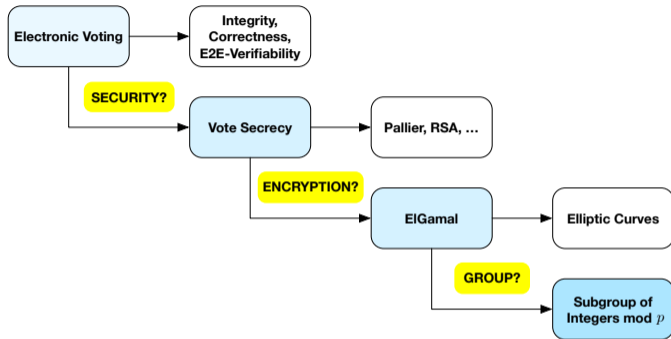 Electronic Voting
Integrity,
Correctness,
E2E-Verifiability
SECURITY?
Vote Secrecy
Pallier, RSA, ...
ENCRYPTION?
ElGamal
Elliptic Curves
GROUP?
Subgroup of
Integers mod p